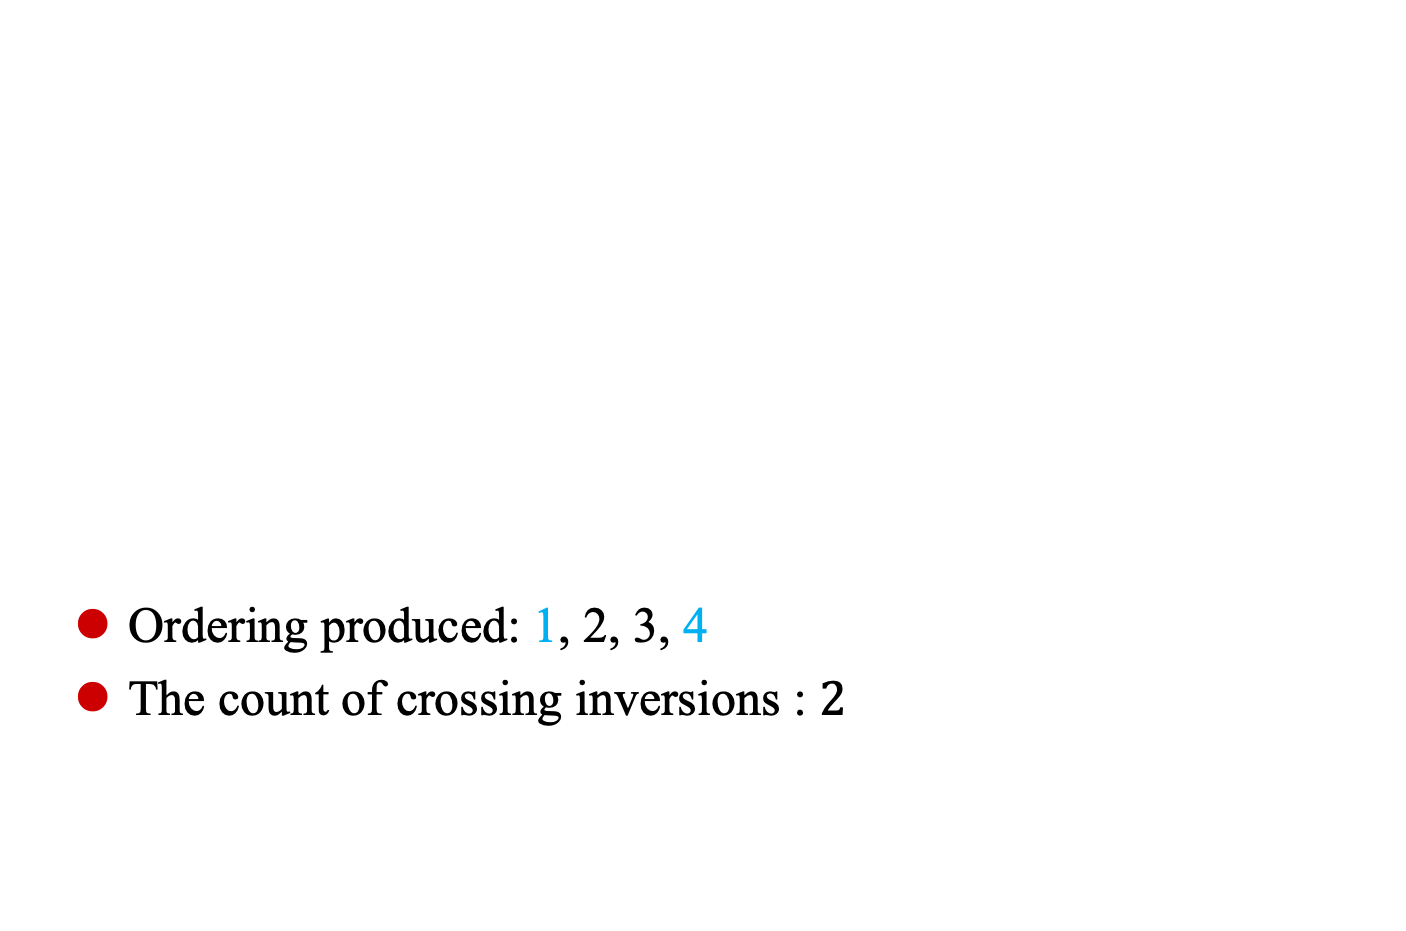 ● Ordering produced: 1, 2, 3, 4
● The count of crossing inversions : 2